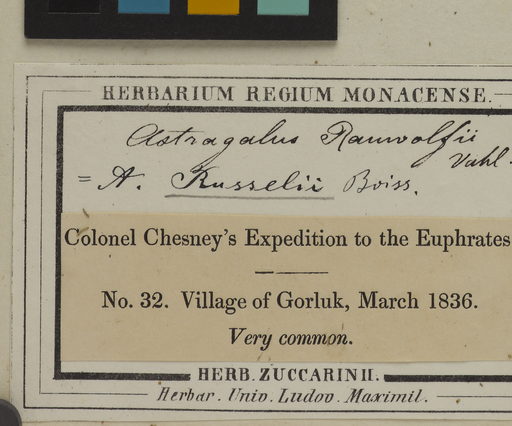 HERBARIUM REGIUM MONACENSE.
Astragalus Rauwolfii
Vahl.
= A. Russelii Boiss.
Colonel Chesney's Expedition to the Euphrates
No. 32. Village of Gorluk, March 1836.
Very common.
HERB. ZUCCARINII.
Herbar. Univ. Ludov. Maximil.